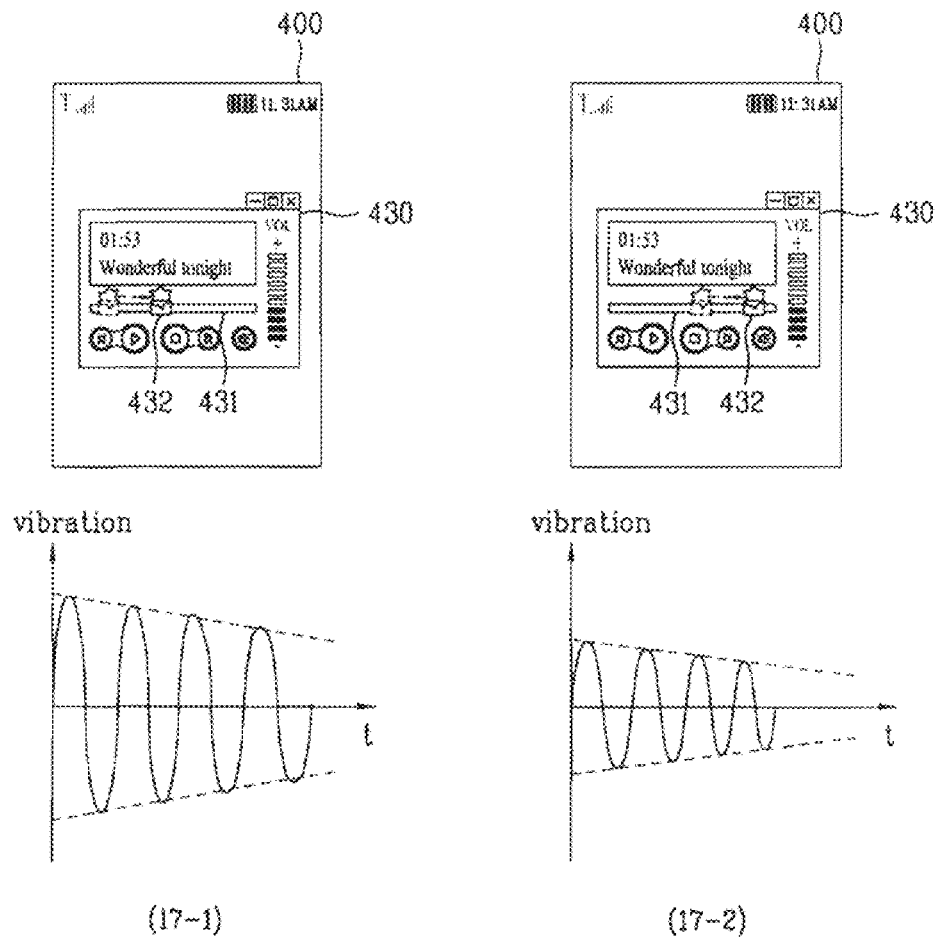 400
11:31AM
430
VOL
+
01:53
Wonderful tonight
-
432
431
vibration
t
(17-1)
400
11:31AM
430
VOL
+
01:53
Wonderful tonight
-
431
432
vibration
t
(17-2)